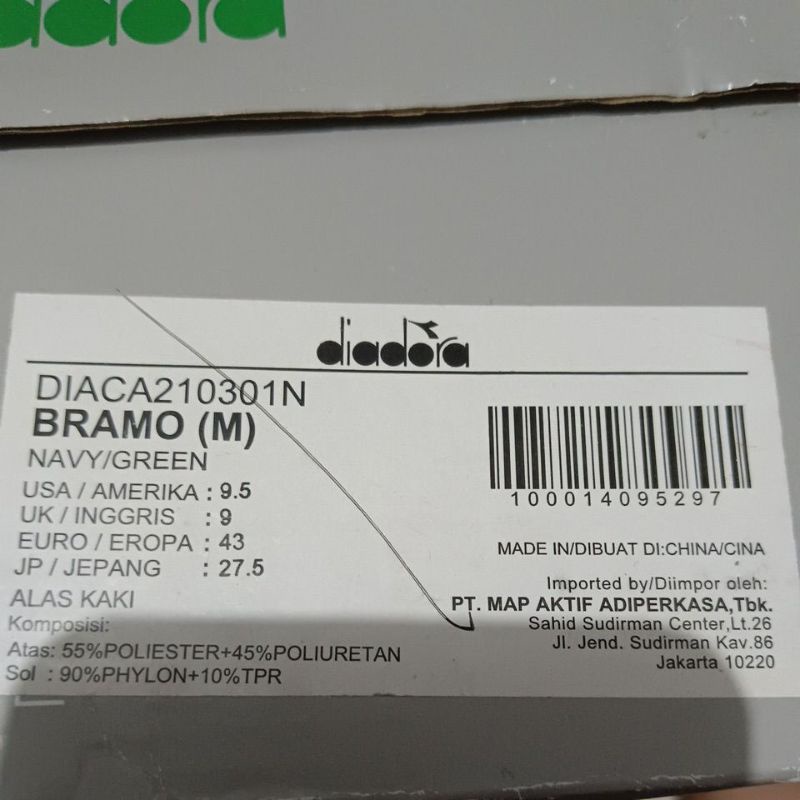 diadora
diadora
DIACA210301N
BRAMO (M)
NAVY/GREEN
USA / AMERIKA : 9.5
UK / INGGRIS : 9
EURO / EROPA : 43
JP / JEPANG : 27.5
ALAS KAKI
Komposisi:
Atas: 55%POLIESTER+45%POLIURETAN
Sol : 90%PHYLON+10%TPR
100014095297
MADE IN/DIBUAT DI:CHINA/CINA
Imported by/Diimpor oleh:
PT. MAP AKTIF ADIPERKASA,Tbk.
Sahid Sudirman Center,Lt.26
Jl. Jend. Sudirman Kav.86
Jakarta 10220